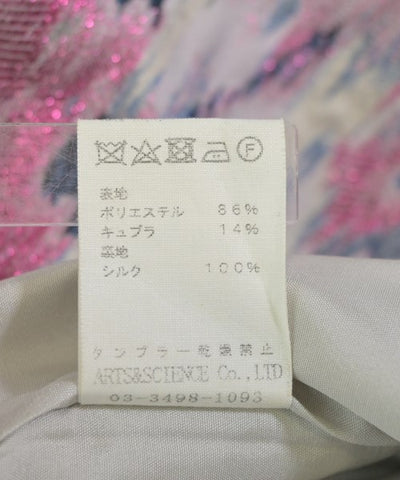 Ⓕ
表地
ポリエステル 86%
キュプラ 14%
裏地
シルク 100%
タンブラー乾燥禁止
ARTS&SCIENCE Co., LTD
03-3498-1093